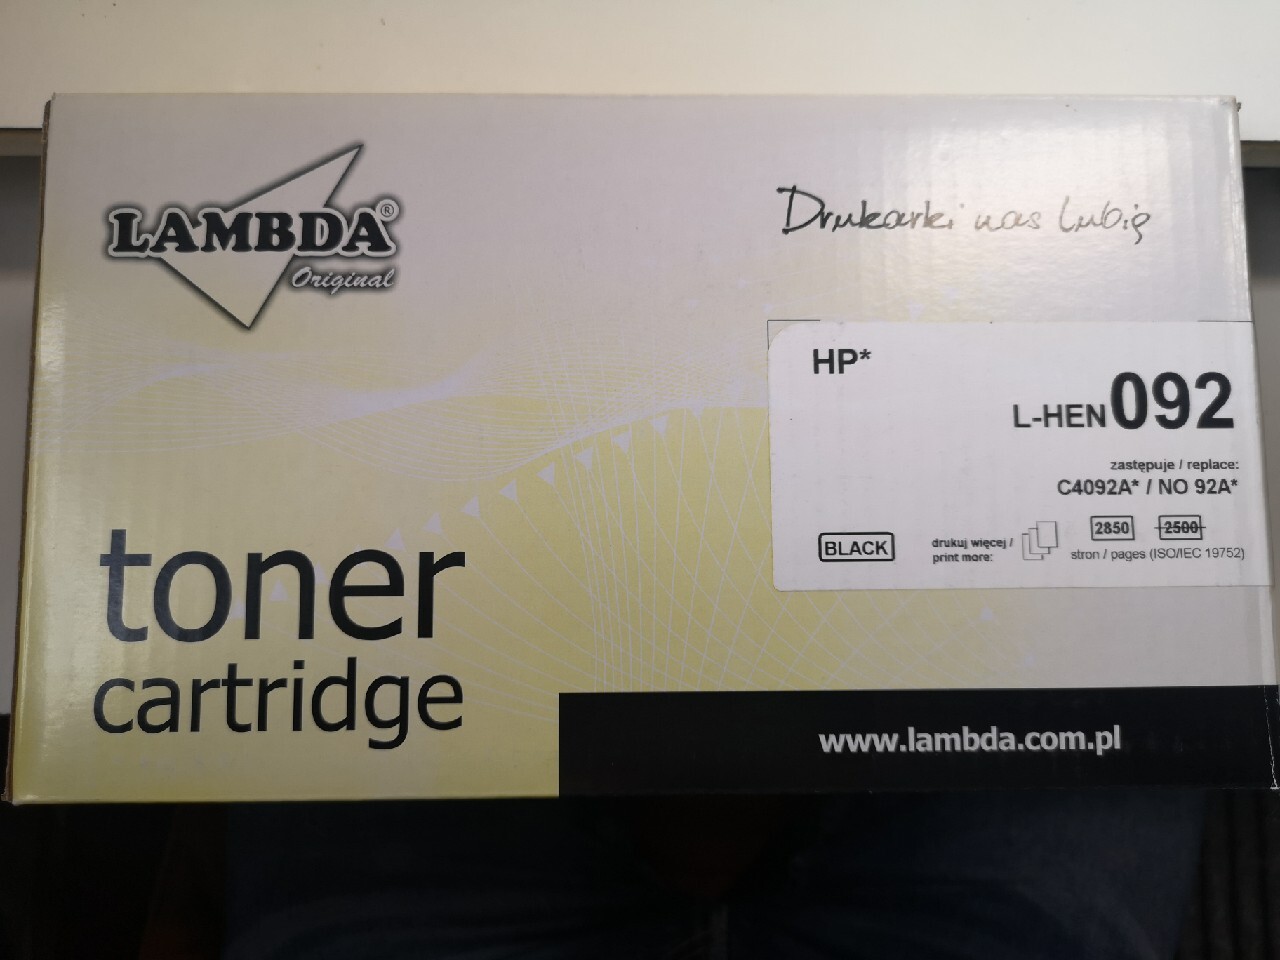 LAMBDA®
Original
Drukarki nas lubią
HP*
L-HEN092
zastępuje / replace:
C4092A* / NO 92A*
BLACK
drukuj więcej /
print more:
2850 2500
stron / pages (ISO/IEC 19752)
toner
cartridge
www.lambda.com.pl